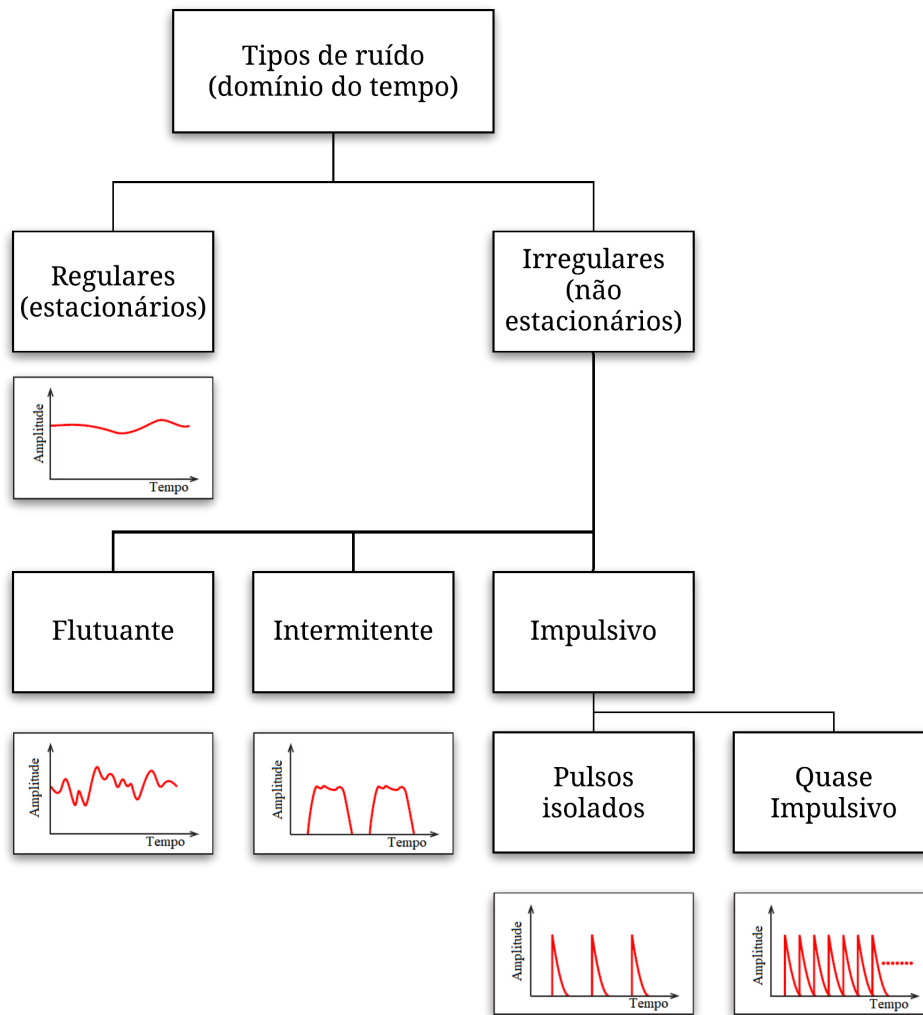 Tipos de ruído
(domínio do tempo)
Regulares
(estacionários)
Irregulares
(não
estacionários)
Amplitude
Tempo
Flutuante
Intermitente
Impulsivo
Amplitude
Tempo
Amplitude
Tempo
Pulsos
isolados
Quase
Impulsivo
Amplitude
Tempo
Amplitude
Tempo